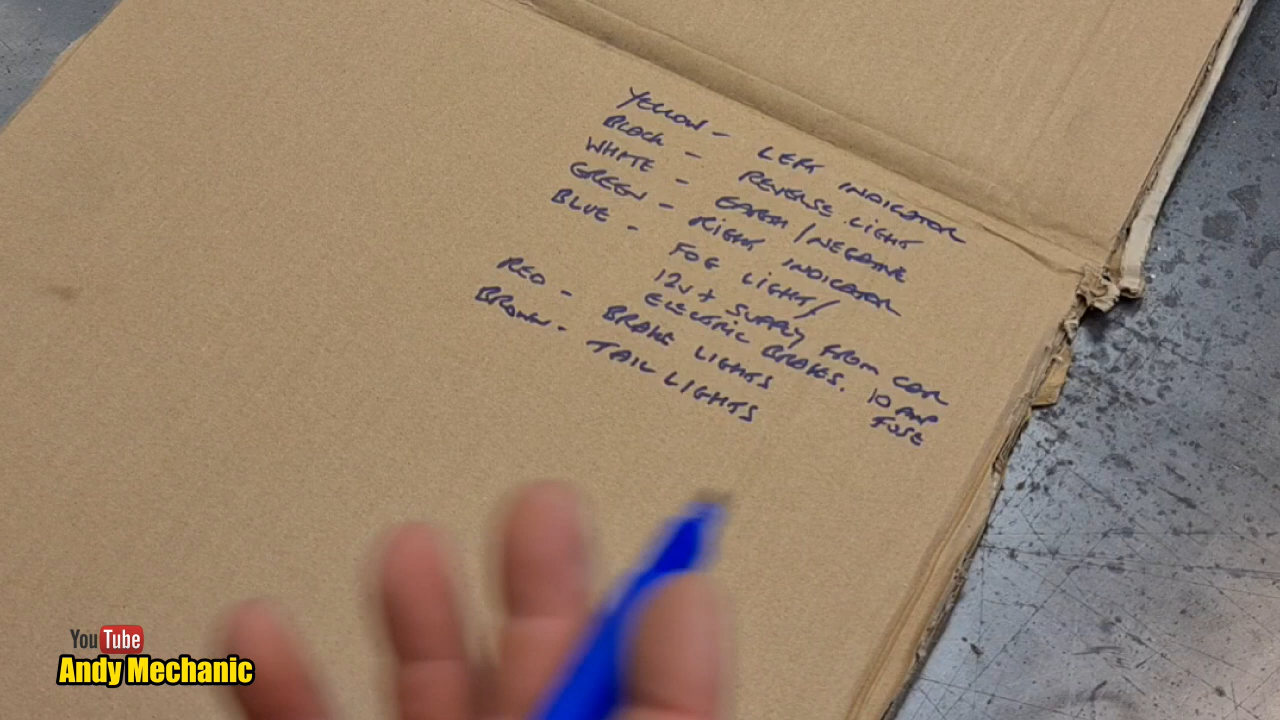 YELLOW - LEFT INDICATOR
BLACK - REVERSE LIGHT
WHITE - EARTH / NEGATIVE
GREEN - RIGHT INDICATOR
BLUE - FOG LIGHT/
12V + SUPPLY FROM CAR
ELECTRIC BRAKES. 10 AMP
FUSE
RED - BRAKE LIGHTS
BROWN - TAIL LIGHTS
YouTube
Andy Mechanic